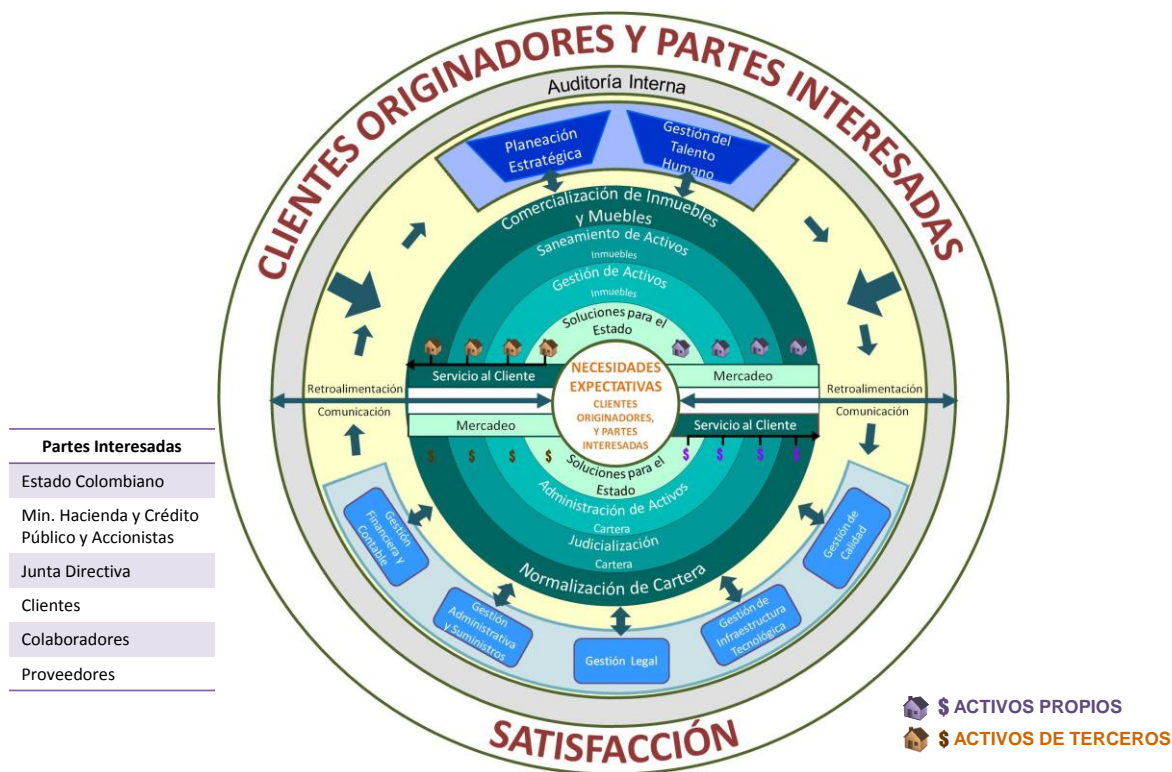 CLIENTES ORIGINADORES Y PARTES INTERESADAS
Auditoría Interna
Planeación
Estratégica
Gestión del
Talento
Humano
Comercialización de Inmuebles
y Muebles
Saneamiento de Activos
Inmuebles
Gestión de Activos
Inmuebles
Soluciones para el
Estado
Servicio al Cliente
Mercadeo
NECESIDADES
EXPECTATIVAS
CLIENTES
ORIGINADORES,
Y PARTES
INTERESADAS
Retroalimentación
Comunicación
Retroalimentación
Comunicación
Mercadeo
Servicio al Cliente
$ $ $ $
$ $ $ $
Soluciones para el
Estado
Administración de Activos
Cartera
Judicialización
Cartera
Normalización de Cartera
Gestión
Financiera y
Contable
Gestión
Administrativa
y Suministros
Gestión Legal
Gestión de
Infraestructura
Tecnológica
Gestión de
Calidad
SATISFACCIÓN
Partes Interesadas
Estado Colombiano
Min. Hacienda y Crédito
Público y Accionistas
Junta Directiva
Clientes
Colaboradores
Proveedores
$ ACTIVOS PROPIOS
$ ACTIVOS DE TERCEROS